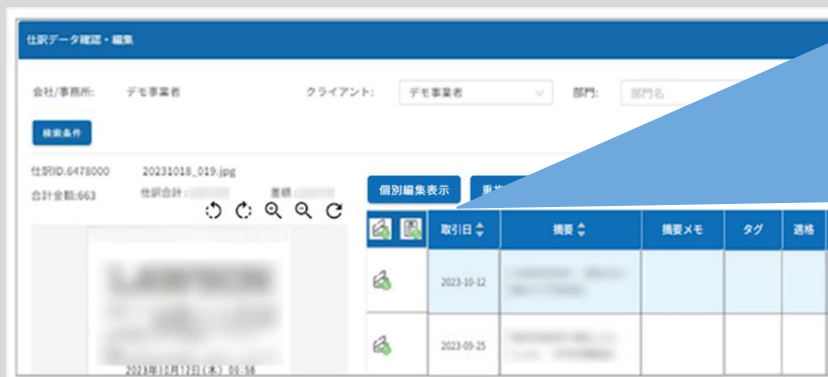 仕訳データ確認・編集
会社/事務所: デモ事業者 クライアント: デモ事業者 部門: 部門名
検索条件
仕訳ID.6478000 20231018_019.jpg
合計金額:663 仕訳合計: 差額:
個別編集表示
取引日 摘要 摘要メモ タグ 適格
2023-10-12
2023-09-25
2023年10月12日(木) 09:56